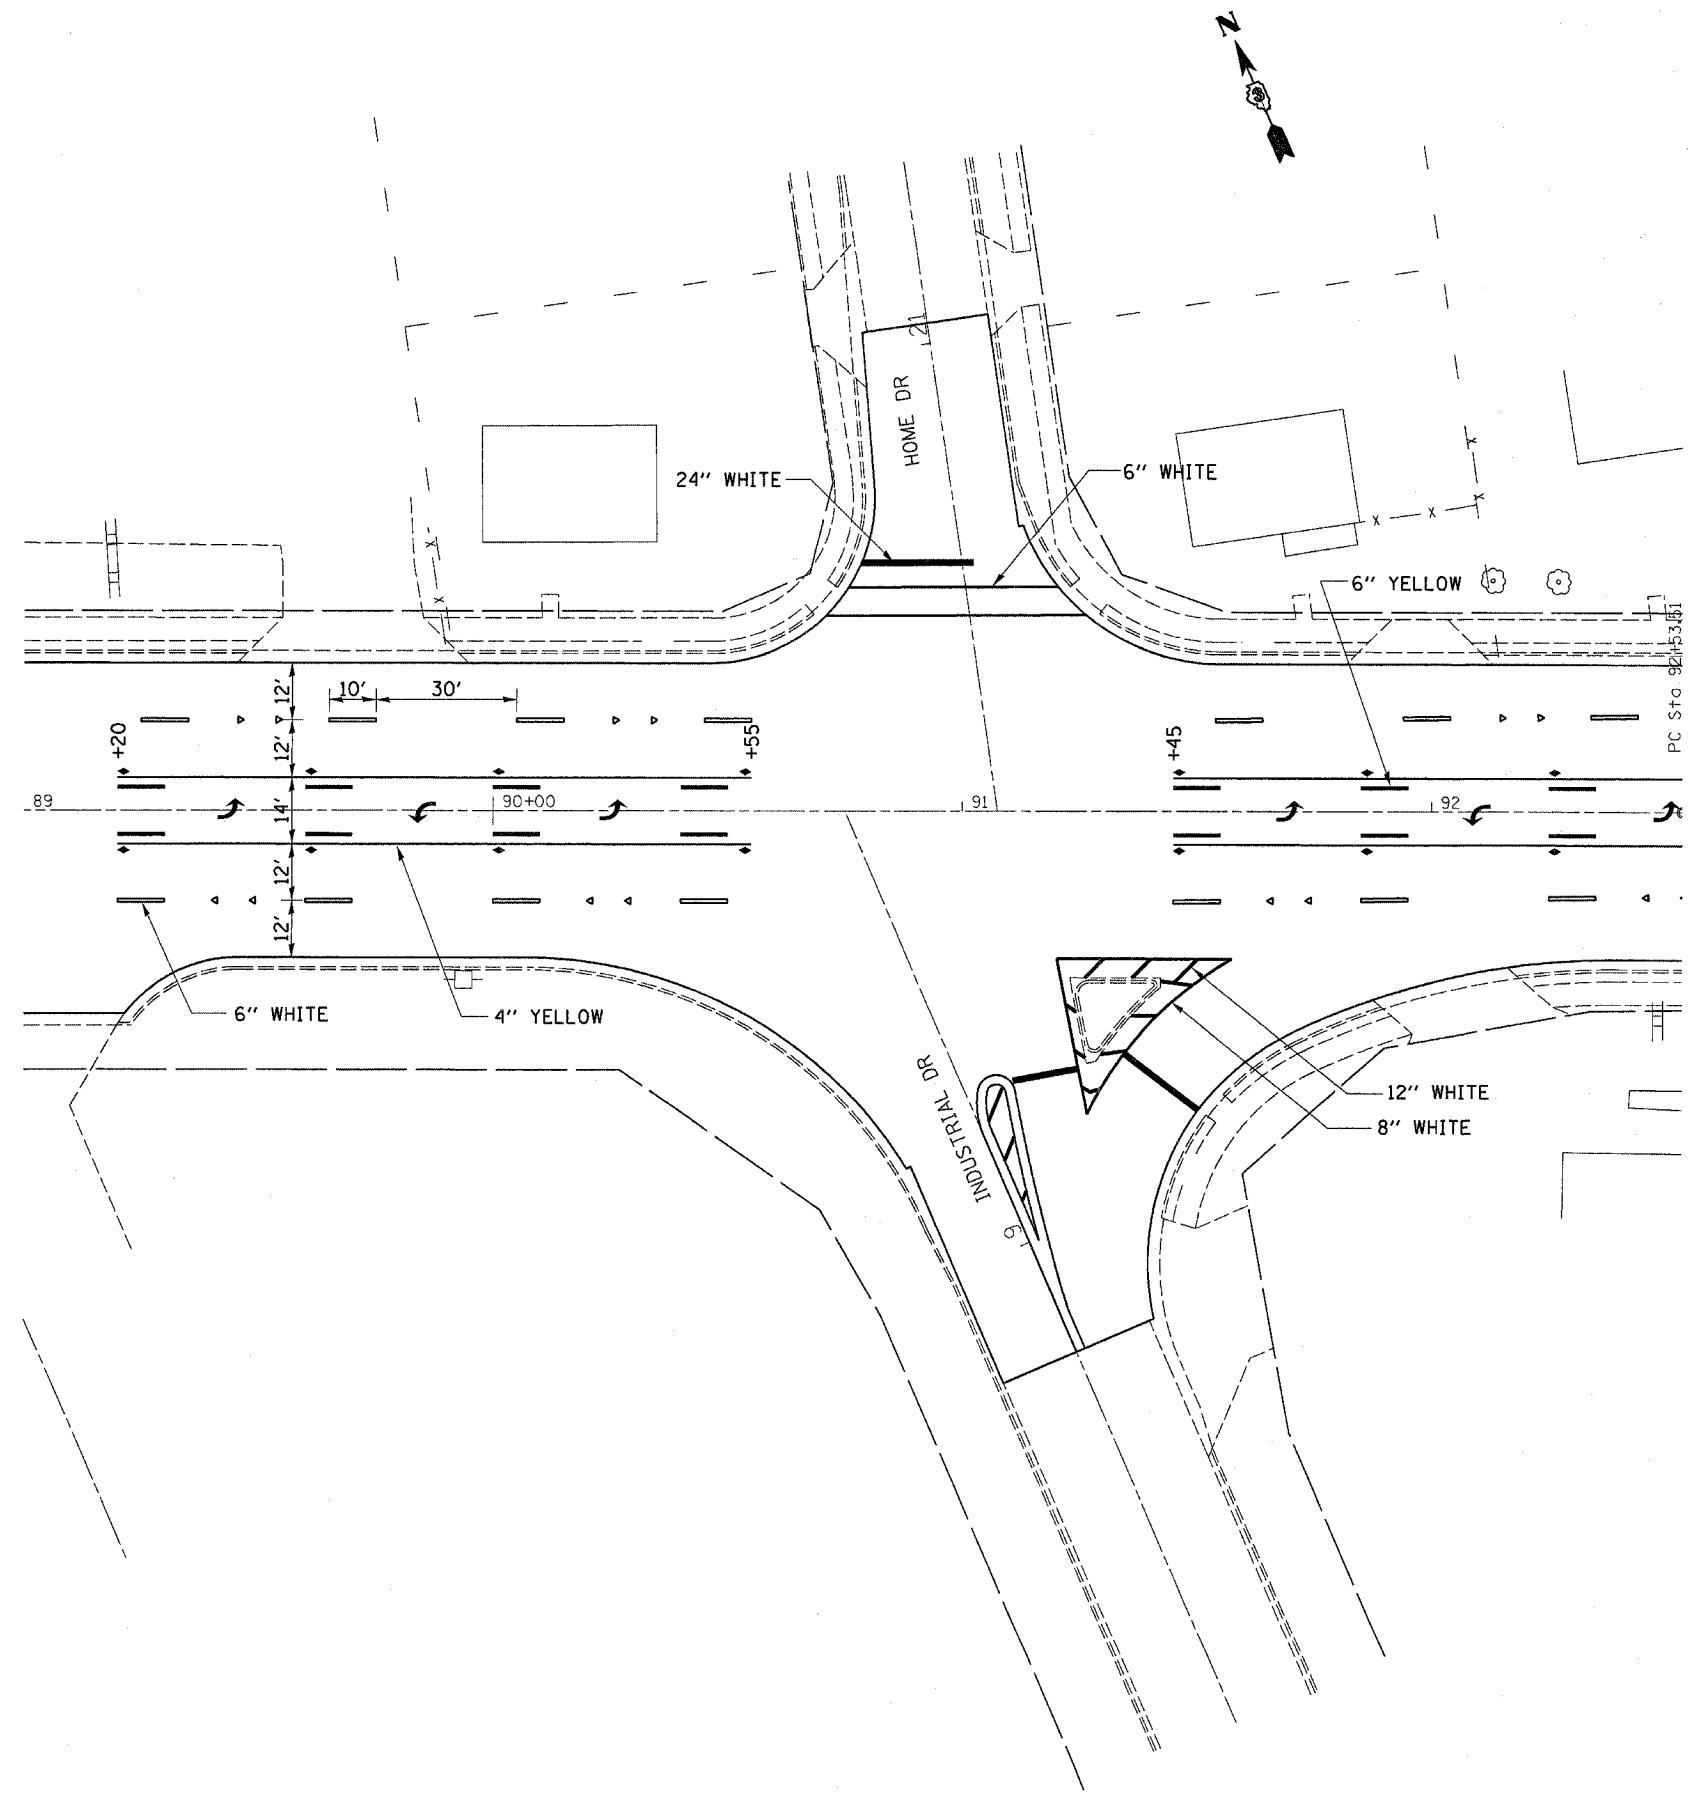 N
21
HOME DR
24" WHITE
6" WHITE
6" YELLOW
PC Sta. 92+53.51
12'
10'
30'
+20
12'
+55
+45
89
14'
90+00
91
92
12'
12'
6" WHITE
4" YELLOW
INDUSTRIAL DR
12" WHITE
8" WHITE
9